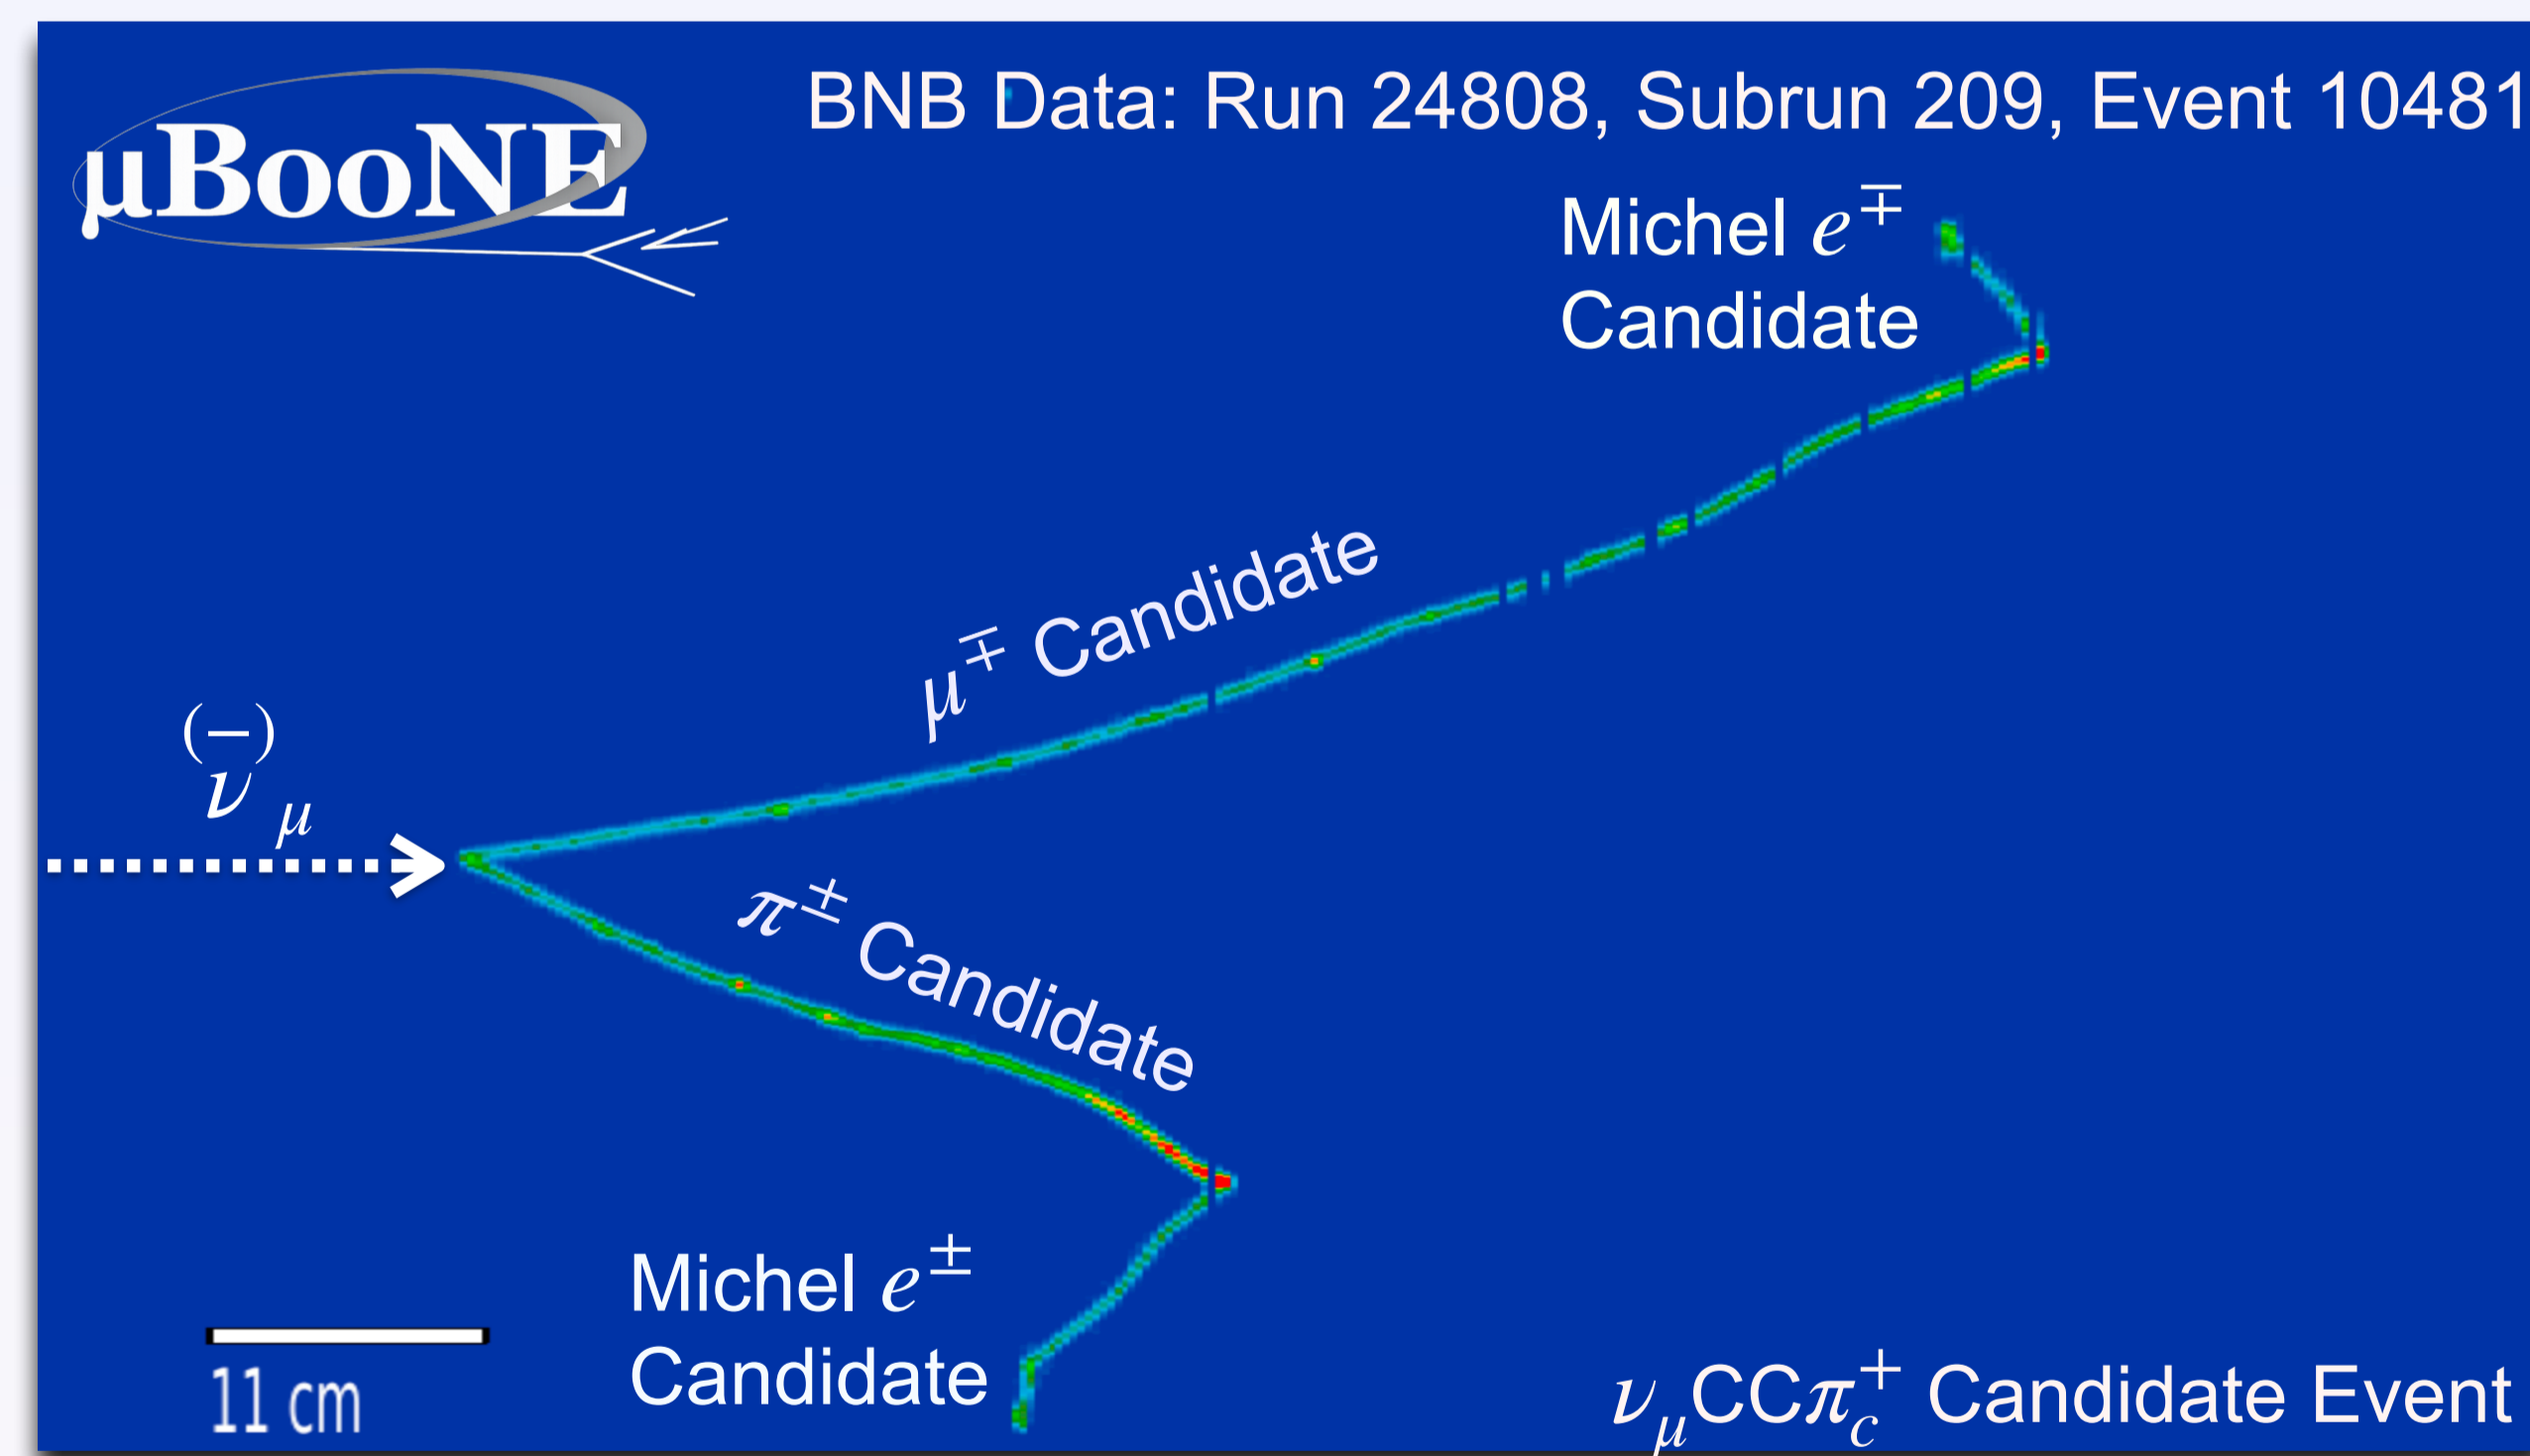 µBooNE
BNB Data: Run 24808, Subrun 209, Event 10481
Michel e∓
Candidate
μ∓ Candidate
(—)
ν μ
π± Candidate
Michel e±
Candidate
11 cm
νμCCπc+ Candidate Event